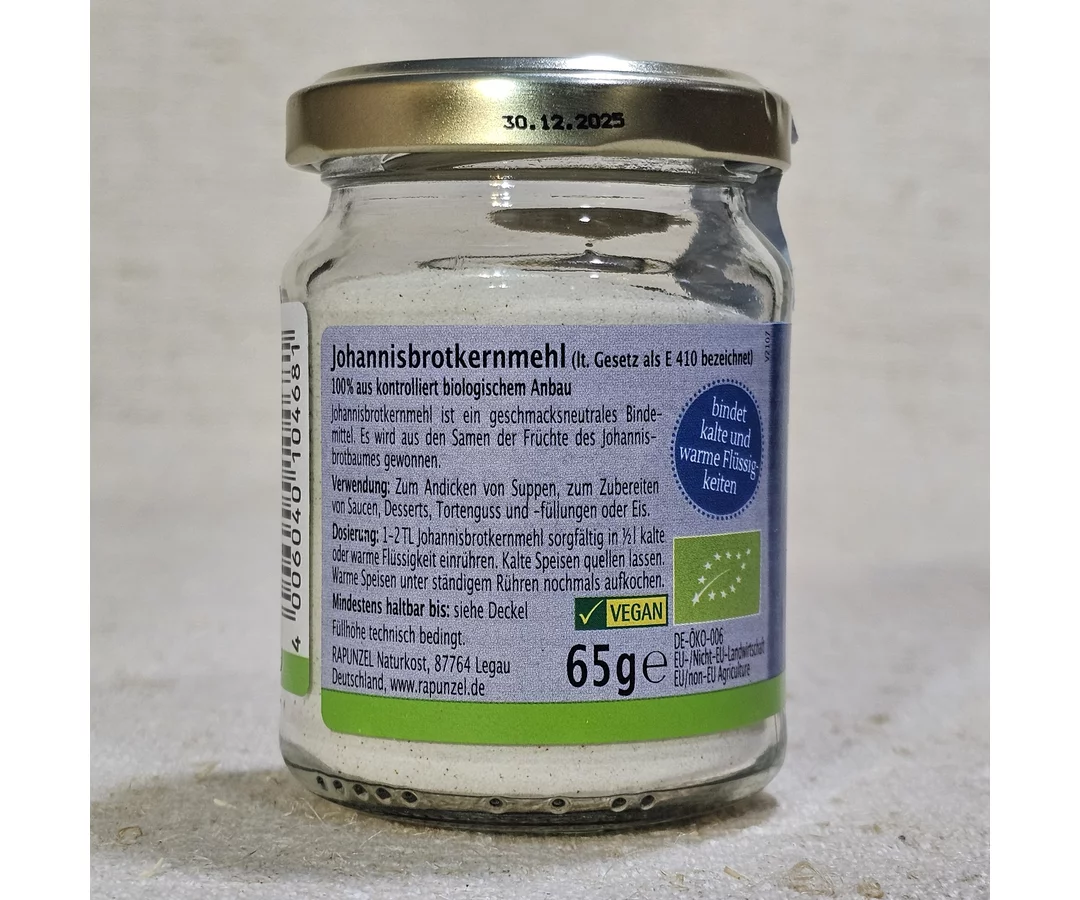 30.12.2025
Johannisbrotkernmehl (lt. Gesetz als E 410 bezeichnet)
100% aus kontrolliert biologischem Anbau
Johannisbrotkernmehl ist ein geschmacksneutrales Binde-
mittel. Es wird aus den Samen der Früchte des Johannis-
brotbaumes gewonnen.
Verwendung: Zum Andicken von Suppen, zum Zubereiten
von Saucen, Desserts, Tortenguss und -füllungen oder Eis.
Dosierung: 1-2 TL Johannisbrotkernmehl sorgfältig in ½ l kalte
oder warme Flüssigkeit einrühren. Kalte Speisen quellen lassen.
Warme Speisen unter ständigem Rühren nochmals aufkochen.
Mindestens haltbar bis: siehe Deckel
Füllhöhe technisch bedingt.
RAPUNZEL Naturkost, 87764 Legau
Deutschland, www.rapunzel.de
bindet
kalte und
warme Flüssig-
keiten
VEGAN
65g e
DE-ÖKO-006
EU-/Nicht-EU-Landwirtschaft
EU/non-EU Agriculture
4 006040 104681